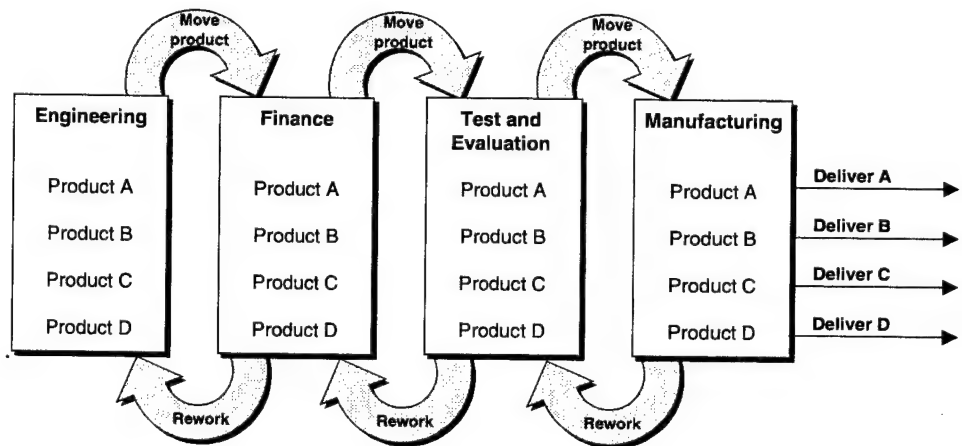 Move
product
Move
product
Move
product
Engineering
Product A
Product B
Product C
Product D
Finance
Product A
Product B
Product C
Product D
Test and
Evaluation
Product A
Product B
Product C
Product D
Manufacturing
Product A
Product B
Product C
Product D
Deliver A
Deliver B
Deliver C
Deliver D
Rework
Rework
Rework